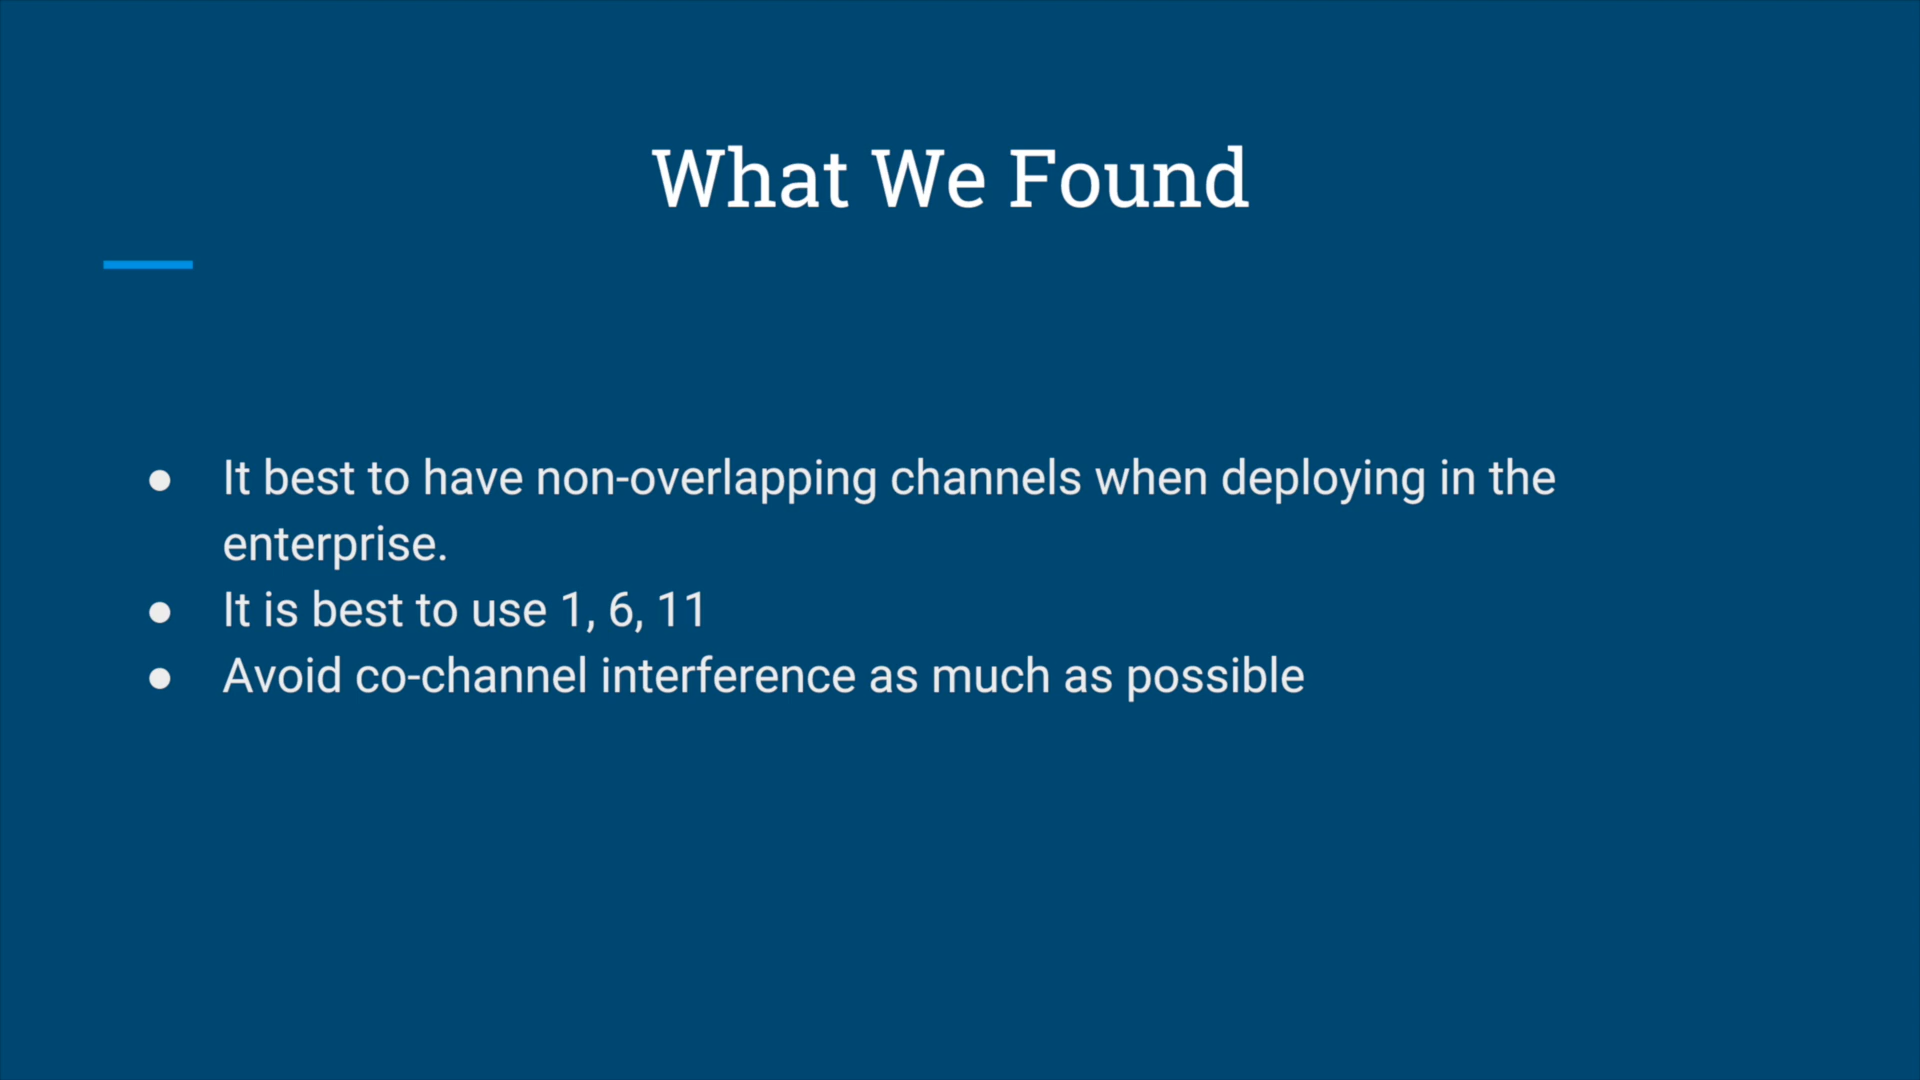 What We Found
● It best to have non-overlapping channels when deploying in the
enterprise.
● It is best to use 1, 6, 11
● Avoid co-channel interference as much as possible